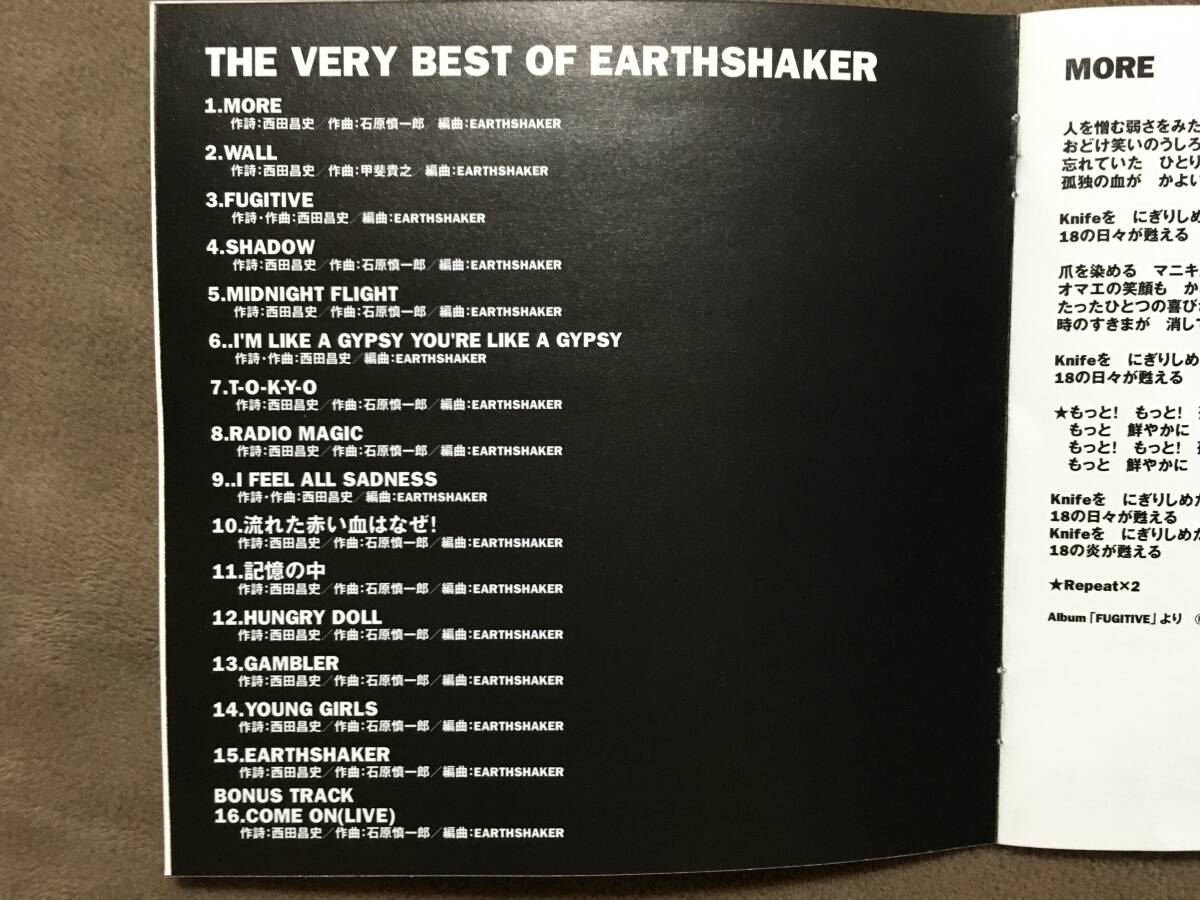 THE VERY BEST OF EARTHSHAKER
1.MORE
作詩:西田昌史／作曲:石原慎一郎／編曲:EARTHSHAKER
2.WALL
作詩:西田昌史／作曲:甲斐貴之／編曲:EARTHSHAKER
3.FUGITIVE
作詩・作曲:西田昌史／編曲:EARTHSHAKER
4.SHADOW
作詩:西田昌史／作曲:石原慎一郎／編曲:EARTHSHAKER
5.MIDNIGHT FLIGHT
作詩:西田昌史／作曲:石原慎一郎／編曲:EARTHSHAKER
6..I'M LIKE A GYPSY YOU'RE LIKE A GYPSY
作詩・作曲:西田昌史／編曲:EARTHSHAKER
7.T-O-K-Y-O
作詩:西田昌史／作曲:石原慎一郎／編曲:EARTHSHAKER
8.RADIO MAGIC
作詩:西田昌史／作曲:石原慎一郎／編曲:EARTHSHAKER
9..I FEEL ALL SADNESS
作詩・作曲:西田昌史／編曲:EARTHSHAKER
10.流れた赤い血はなぜ!
作詩:西田昌史／作曲:石原慎一郎／編曲:EARTHSHAKER
11.記憶の中
作詩:西田昌史／作曲:石原慎一郎／編曲:EARTHSHAKER
12.HUNGRY DOLL
作詩:西田昌史／作曲:石原慎一郎／編曲:EARTHSHAKER
13.GAMBLER
作詩:西田昌史／作曲:石原慎一郎／編曲:EARTHSHAKER
14.YOUNG GIRLS
作詩:西田昌史／作曲:石原慎一郎／編曲:EARTHSHAKER
15.EARTHSHAKER
作詩:西田昌史／作曲:石原慎一郎／編曲:EARTHSHAKER
BONUS TRACK
16.COME ON(LIVE)
作詩:西田昌史／作曲:石原慎一郎／編曲:EARTHSHAKER
MORE
人を憎む弱さをみた
おどけ笑いのうしろ
忘れていた ひとり
孤独の血が かよい
Knifeを にぎりしめ
18の日々が甦える
爪を染める マニキ
オマエの笑顔も か
たったひとつの喜び
時のすきまが 消し
Knifeを にぎりしめ
18の日々が甦える
★もっと! もっと!
もっと 鮮やかに
もっと! もっと!
もっと 鮮やかに
Knifeを にぎりしめ
18の日々が甦える
Knifeを にぎりしめ
18の炎が甦える
★Repeat×2
Album「FUGITIVE」より